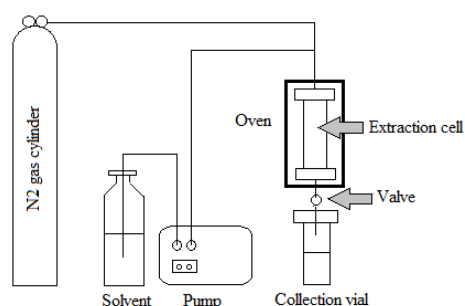 N2 gas cylinder
Oven
Extraction cell
Valve
Solvent
Pump
Collection vial